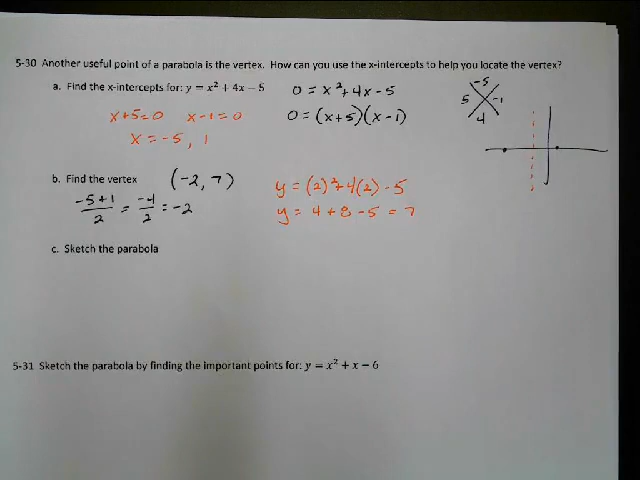 5-30 Another useful point of a parabola is the vertex. How can you use the x-intercepts to help you locate the vertex?
a. Find the x-intercepts for: y = x² + 4x − 5
0 = x² + 4x - 5
x+5=0 x-1=0
0 = (x+5)(x-1)
x = -5, 1
-5
5 -1
4
b. Find the vertex (-2, 7)
-5+1/2 = -4/2 = -2
y = (2)² + 4(2) - 5
y = 4 + 8 - 5 = 7
c. Sketch the parabola
5-31 Sketch the parabola by finding the important points for: y = x² + x − 6